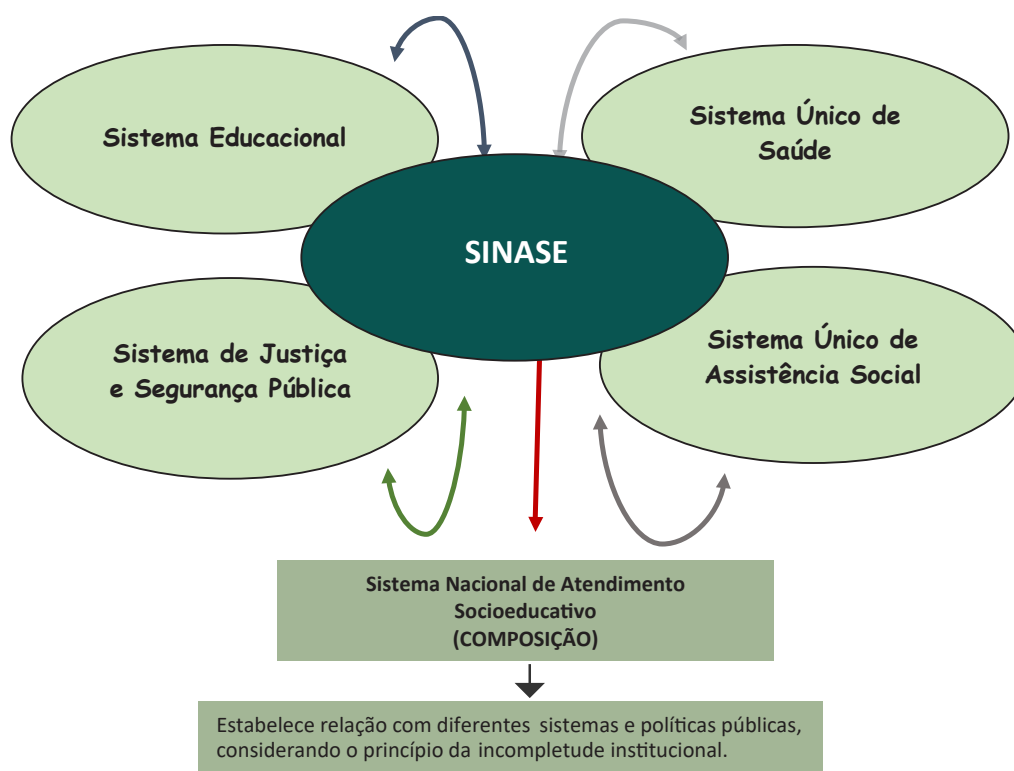 Sistema Educacional
Sistema Único de
Saúde
SINASE
Sistema de Justiça
e Segurança Pública
Sistema Único de
Assistência Social
Sistema Nacional de Atendimento
Socioeducativo
(COMPOSIÇÃO)
Estabelece relação com diferentes sistemas e políticas públicas,
considerando o princípio da incompletude institucional.